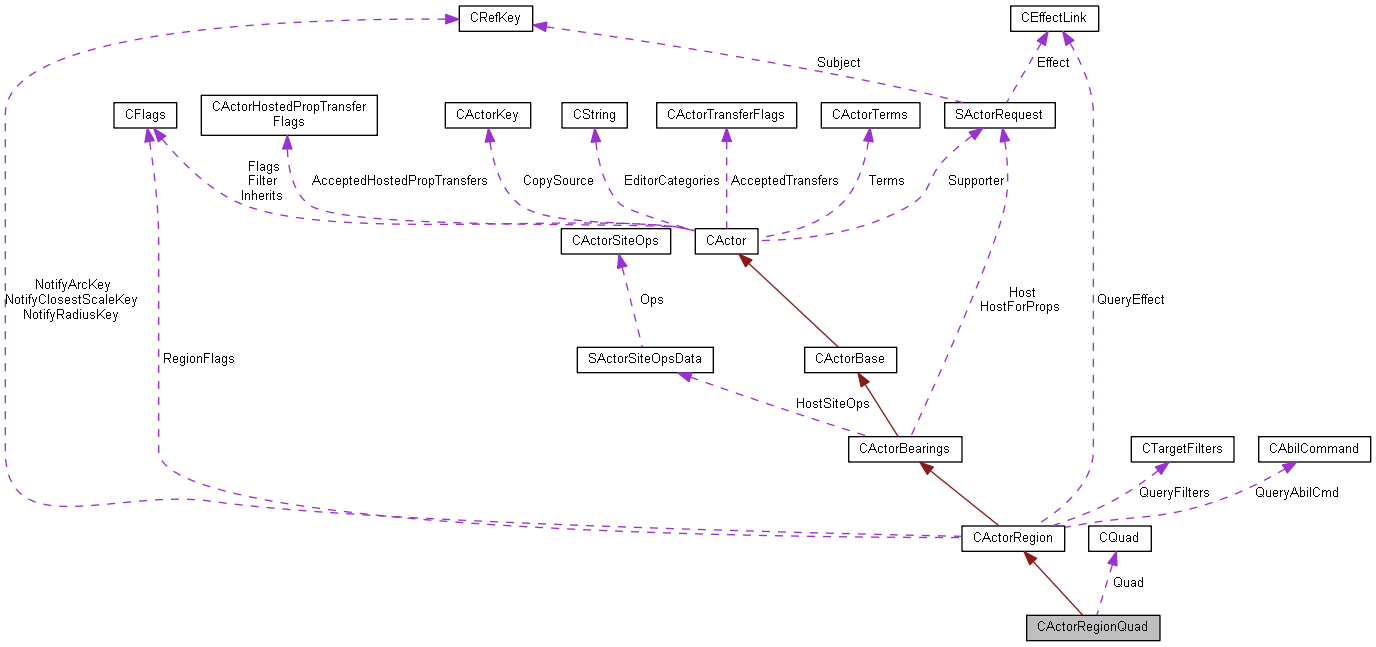 CRefKey
CEffectLink
Subject
Effect
CFlags
CActorHostedPropTransfer
Flags
CActorKey
CString
CActorTransferFlags
CActorTerms
SActorRequest
Flags
Filter
Inherits
AcceptedHostedPropTransfers
CopySource
EditorCategories
AcceptedTransfers
Terms
Supporter
CActorSiteOps
CActor
NotifyArcKey
NotifyClosestScaleKey
NotifyRadiusKey
Ops
Host
HostForProps
QueryEffect
RegionFlags
SActorSiteOpsData
CActorBase
HostSiteOps
CActorBearings
CTargetFilters
CAbilCommand
QueryFilters
QueryAbilCmd
CActorRegion
CQuad
Quad
CActorRegionQuad